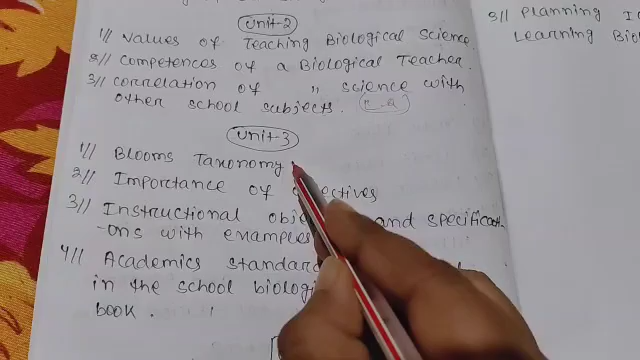 Unit-2
1// Values of Teaching Biological Science.
2// Competences of a Biological Teacher.
3// Correlation of " science with
other school subjects.
Unit-3
1// Blooms Taxonomy
2// Importance of
3// Instructional and specificati-
-ons with examples
4// Academics
in the school
book.
5// Planning
Learning